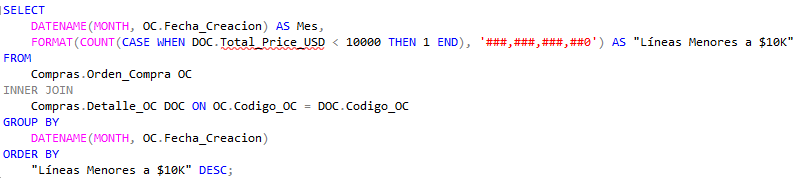 SELECT
DATENAME(MONTH, OC.Fecha_Creacion) AS Mes,
FORMAT(COUNT(CASE WHEN DOC.Total_Price_USD < 10000 THEN 1 END), '###,###,###,##0') AS "Líneas Menores a $10K"
FROM
Compras.Orden_Compra OC
INNER JOIN
Compras.Detalle_OC DOC ON OC.Codigo_OC = DOC.Codigo_OC
GROUP BY
DATENAME(MONTH, OC.Fecha_Creacion)
ORDER BY
"Líneas Menores a $10K" DESC;